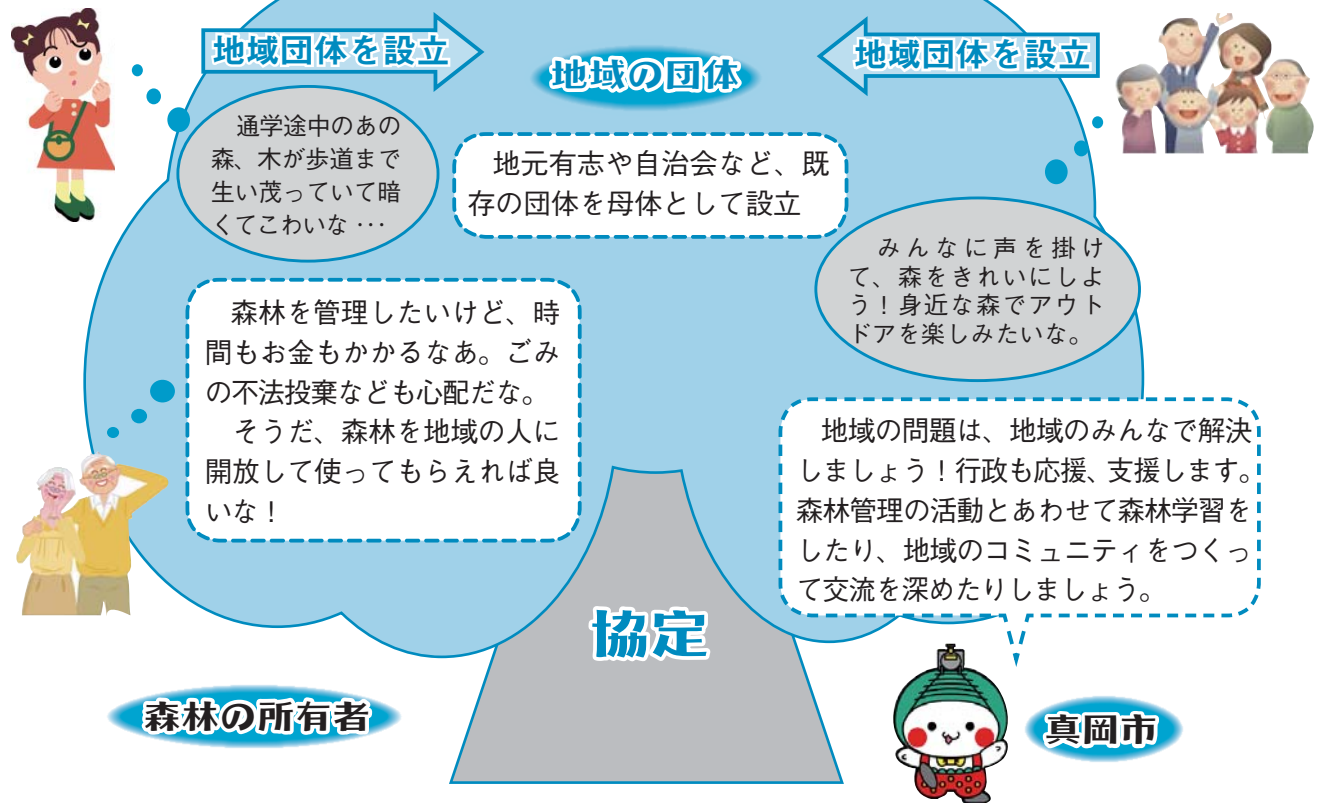 地域団体を設立
地域の団体
地域団体を設立
通学途中のあの
森、木が歩道まで
生い茂っていて暗
くてこわいな…
地元有志や自治会など、既
存の団体を母体として設立
みんなに声を掛け
て、森をきれいにしよ
う！身近な森でアウト
ドアを楽しみたいな。
森林を管理したいけど、時
間もお金もかかるなあ。ごみ
の不法投棄なども心配だな。
そうだ、森林を地域の人に
開放して使ってもらえれば良
いな！
地域の問題は、地域のみんなで解決
しましょう！行政も応援、支援します。
森林管理の活動とあわせて森林学習を
したり、地域のコミュニティをつくっ
て交流を深めたりしましょう。
協定
森林の所有者
真岡市